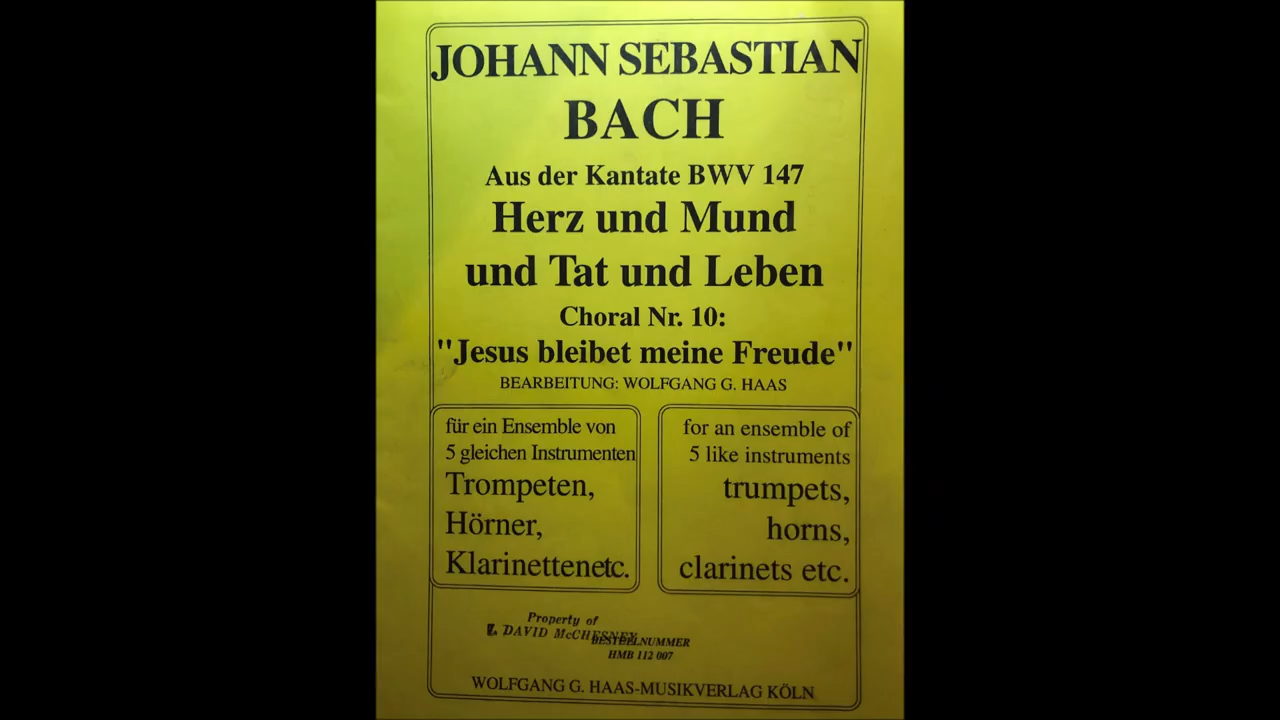 JOHANN SEBASTIAN
BACH
Aus der Kantate BWV 147
Herz und Mund
und Tat und Leben
Choral Nr. 10:
"Jesus bleibet meine Freude"
BEARBEITUNG: WOLFGANG G. HAAS
für ein Ensemble von
5 gleichen Instrumenten
Trompeten,
Hörner,
Klarinetten etc.
for an ensemble of
5 like instruments
trumpets,
horns,
clarinets etc.
Property of
DAVID McCHESNEY
BESTELLNUMMER
HMB 112 007
WOLFGANG G. HAAS-MUSIKVERLAG KÖLN